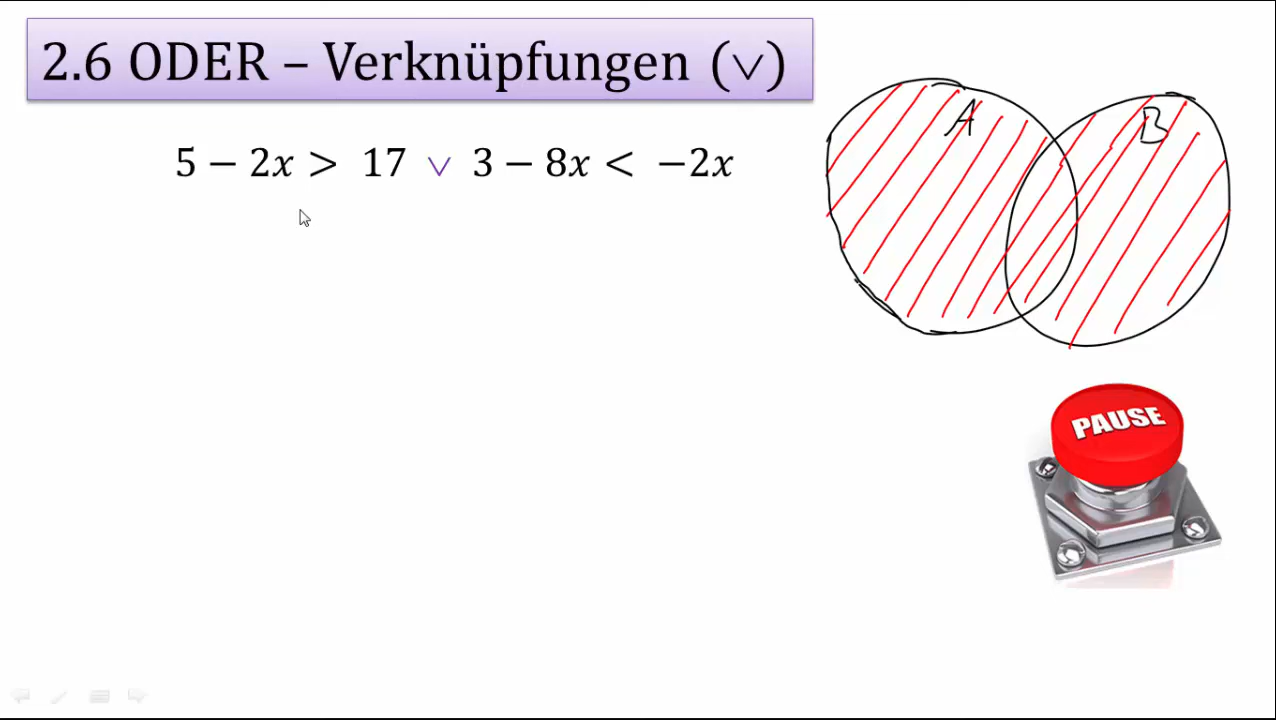 2.6 ODER – Verknüpfungen (∨)
5 − 2x > 17 ∨ 3 − 8x < −2x
A
B
PAUSE